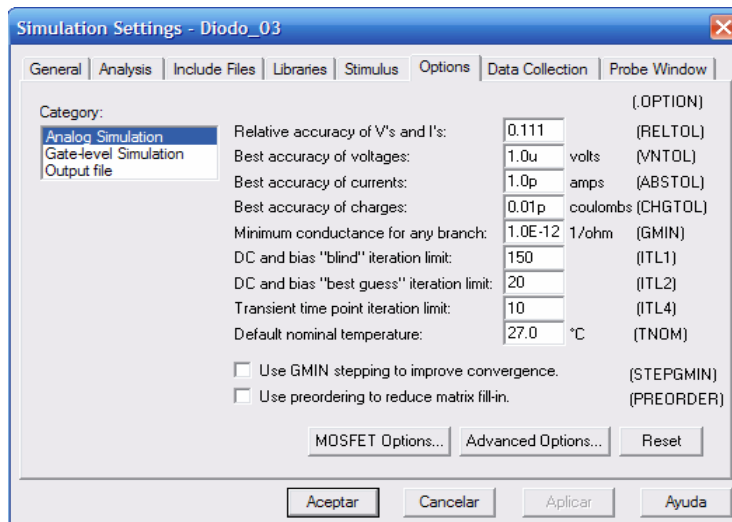 Simulation Settings - Diodo_03
General Analysis Include Files Libraries Stimulus Options Data Collection Probe Window
(.OPTION)
Category:
Analog Simulation
Gate-level Simulation
Output file
Relative accuracy of V's and I's: 0.111 (RELTOL)
Best accuracy of voltages: 1.0u volts (VNTOL)
Best accuracy of currents: 1.0p amps (ABSTOL)
Best accuracy of charges: 0.01p coulombs (CHGTOL)
Minimum conductance for any branch: 1.0E-12 1/ohm (GMIN)
DC and bias "blind" iteration limit: 150 (ITL1)
DC and bias "best guess" iteration limit: 20 (ITL2)
Transient time point iteration limit: 10 (ITL4)
Default nominal temperature: 27.0 °C (TNOM)
Use GMIN stepping to improve convergence. (STEPGMIN)
Use preordering to reduce matrix fill-in. (PREORDER)
MOSFET Options... Advanced Options... Reset
Aceptar Cancelar Aplicar Ayuda